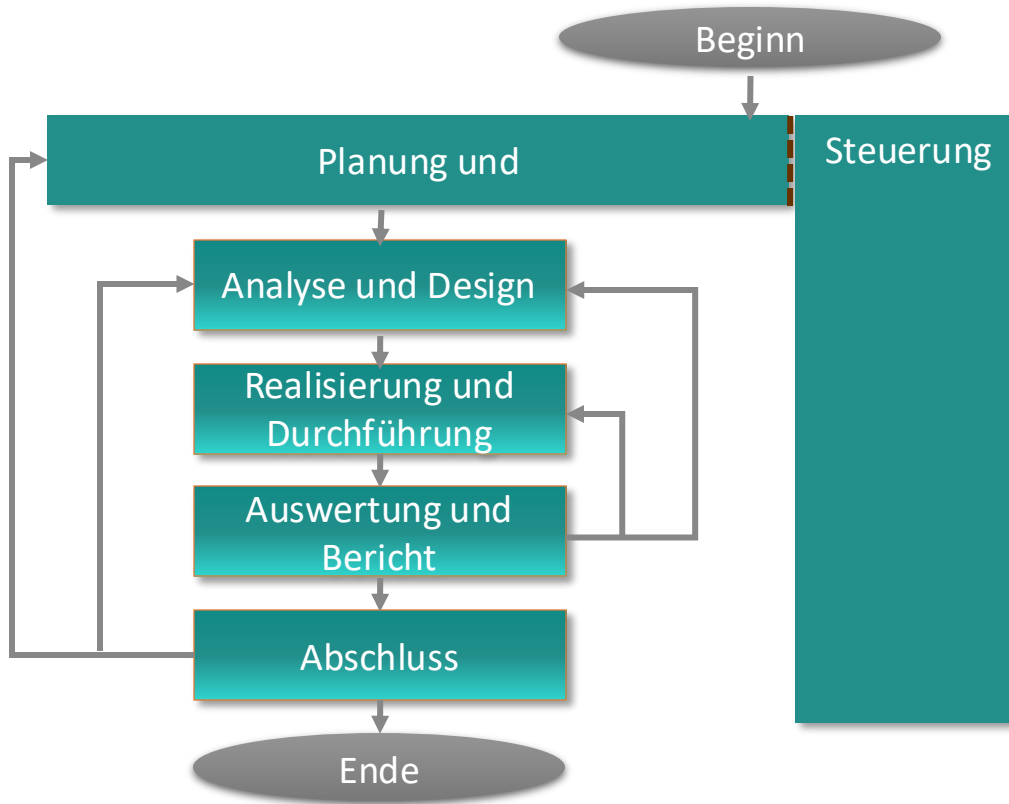 Beginn
Planung und
Steuerung
Analyse und Design
Realisierung und
Durchführung
Auswertung und
Bericht
Abschluss
Ende